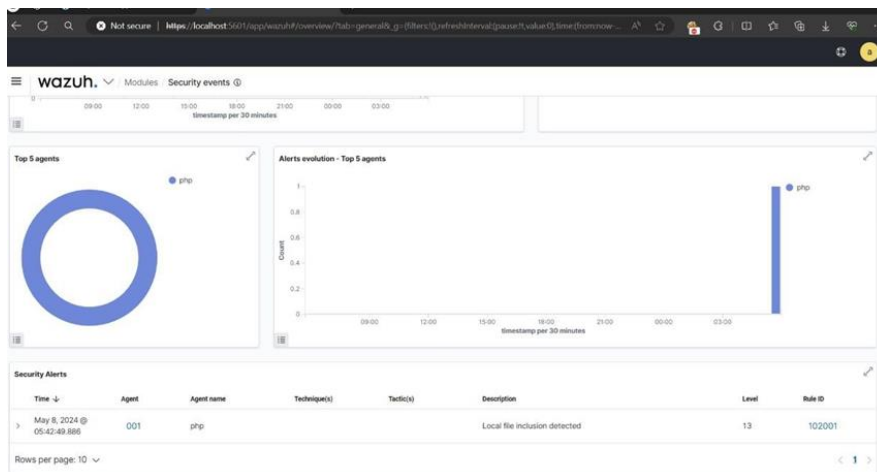 Not secure | https://localhost:5601/app/wazuh#/overview/?tab=general&_g=(filters:!(),refreshInterval:(pause:!t,value:0),time:(from:now-...
a
wazuh. Modules / Security events
09:00 12:00 15:00 18:00 21:00 00:00 03:00
timestamp per 30 minutes
Top 5 agents
php
Alerts evolution - Top 5 agents
php
Count
1
0.8
0.6
0.4
0.2
0
09:00 12:00 15:00 18:00 21:00 00:00 03:00
timestamp per 30 minutes
Security Alerts
Time Agent Agent name Technique(s) Tactic(s) Description Level Rule ID
May 8, 2024 @ 
05:42:49.886 001 php Local file inclusion detected 13 102001
Rows per page: 10 < 1 >